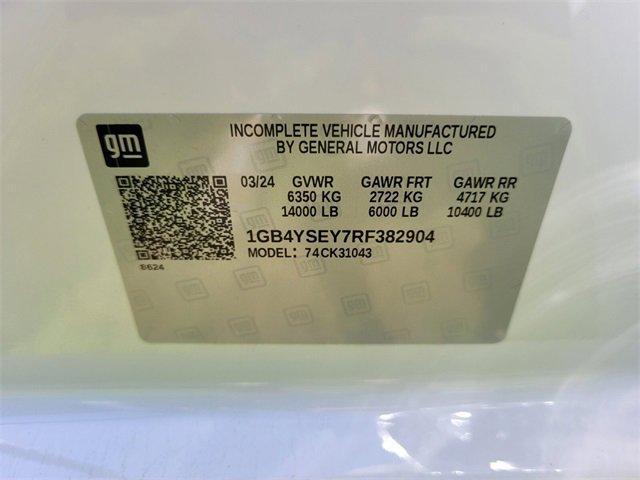 gm
INCOMPLETE VEHICLE MANUFACTURED
BY GENERAL MOTORS LLC
03/24 GVWR GAWR FRT GAWR RR
6350 KG 2722 KG 4717 KG
14000 LB 6000 LB 10400 LB
1GB4YSEY7RF382904
MODEL: 74CK31043
8624